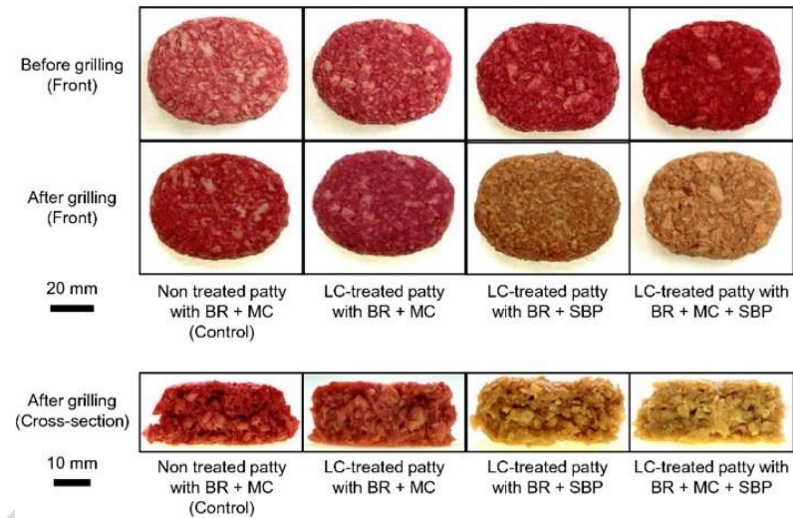 Before grilling
(Front)
After grilling
(Front)
20 mm
Non treated patty
with BR + MC
(Control)
LC-treated patty
with BR + MC
LC-treated patty
with BR + SBP
LC-treated patty with
BR + MC + SBP
After grilling
(Cross-section)
10 mm
Non treated patty
with BR + MC
(Control)
LC-treated patty
with BR + MC
LC-treated patty
with BR + SBP
LC-treated patty with
BR + MC + SBP